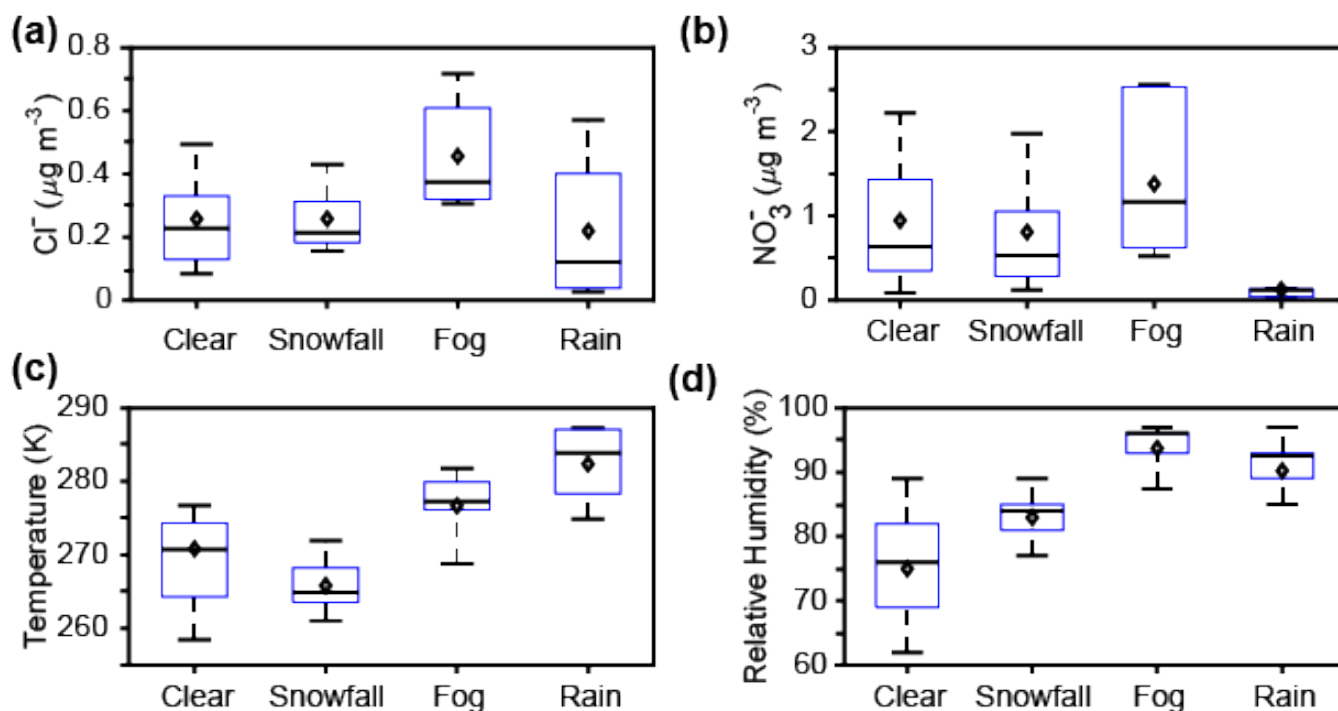 (a)
Cl⁻ (μg m⁻³)
0.8
0.6
0.4
0.2
0
Clear Snowfall Fog Rain
(b)
NO₃⁻ (μg m⁻³)
3
2
1
0
Clear Snowfall Fog Rain
(c)
Temperature (K)
290
280
270
260
Clear Snowfall Fog Rain
(d)
Relative Humidity (%)
100
90
80
70
60
Clear Snowfall Fog Rain